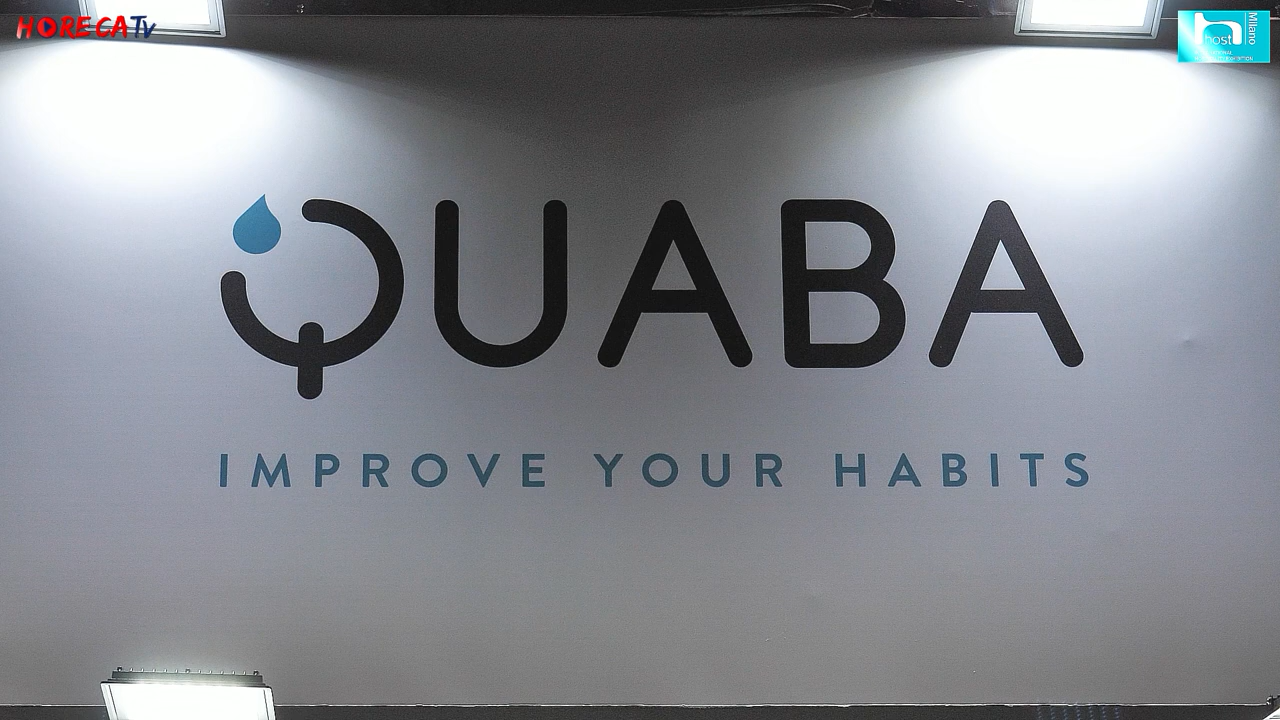 HORECATV
host
Milano
QUABA
IMPROVE YOUR HABITS